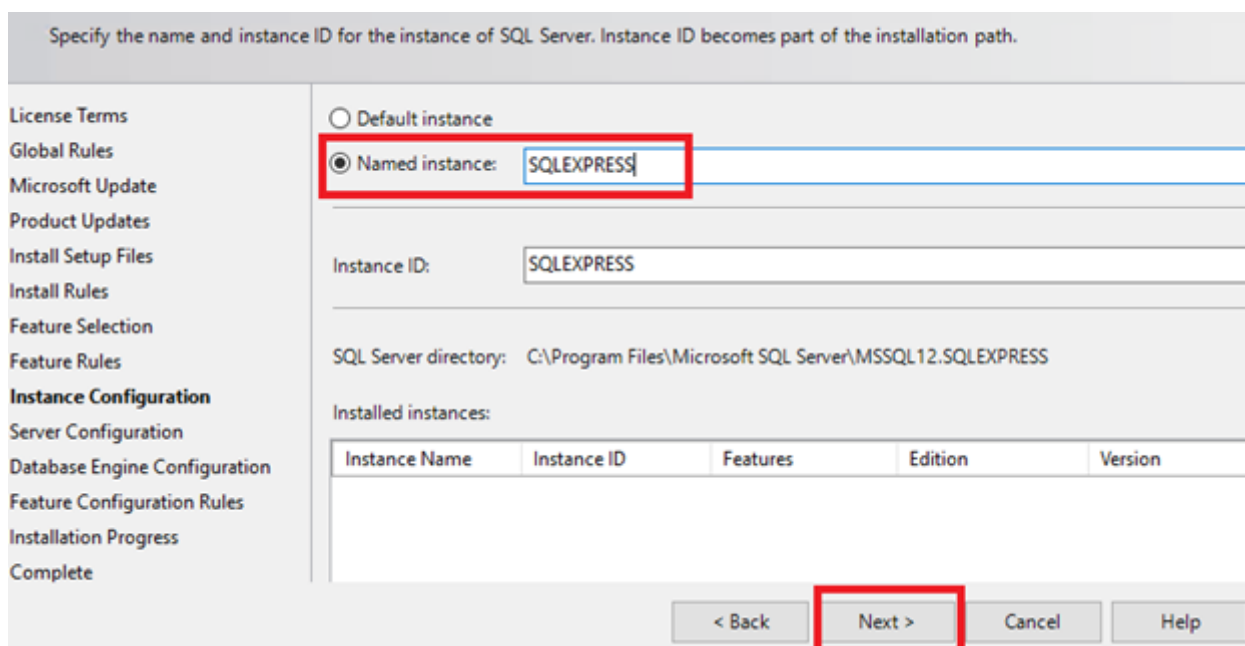 Specify the name and instance ID for the instance of SQL Server. Instance ID becomes part of the installation path.
License Terms
Global Rules
Microsoft Update
Product Updates
Install Setup Files
Install Rules
Feature Selection
Feature Rules
Instance Configuration
Server Configuration
Database Engine Configuration
Feature Configuration Rules
Installation Progress
Complete
Default instance
Named instance: SQLEXPRESS
Instance ID: SQLEXPRESS
SQL Server directory: C:\Program Files\Microsoft SQL Server\MSSQL12.SQLEXPRESS
Installed instances:
Instance Name Instance ID Features Edition Version
< Back Next > Cancel Help